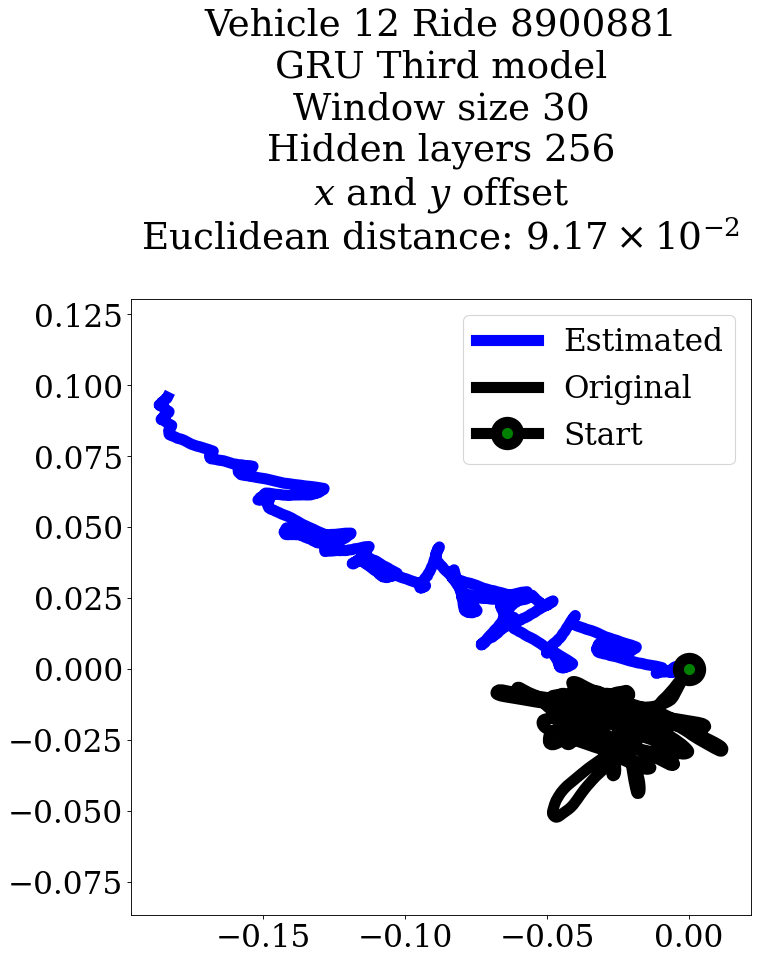 Vehicle 12 Ride 8900881
GRU Third model
Window size 30
Hidden layers 256
x and y offset
Euclidean distance: 9.17 × 10⁻²
Estimated
Original
Start
0.125
0.100
0.075
0.050
0.025
0.000
−0.025
−0.050
−0.075
−0.15 −0.10 −0.05 0.00